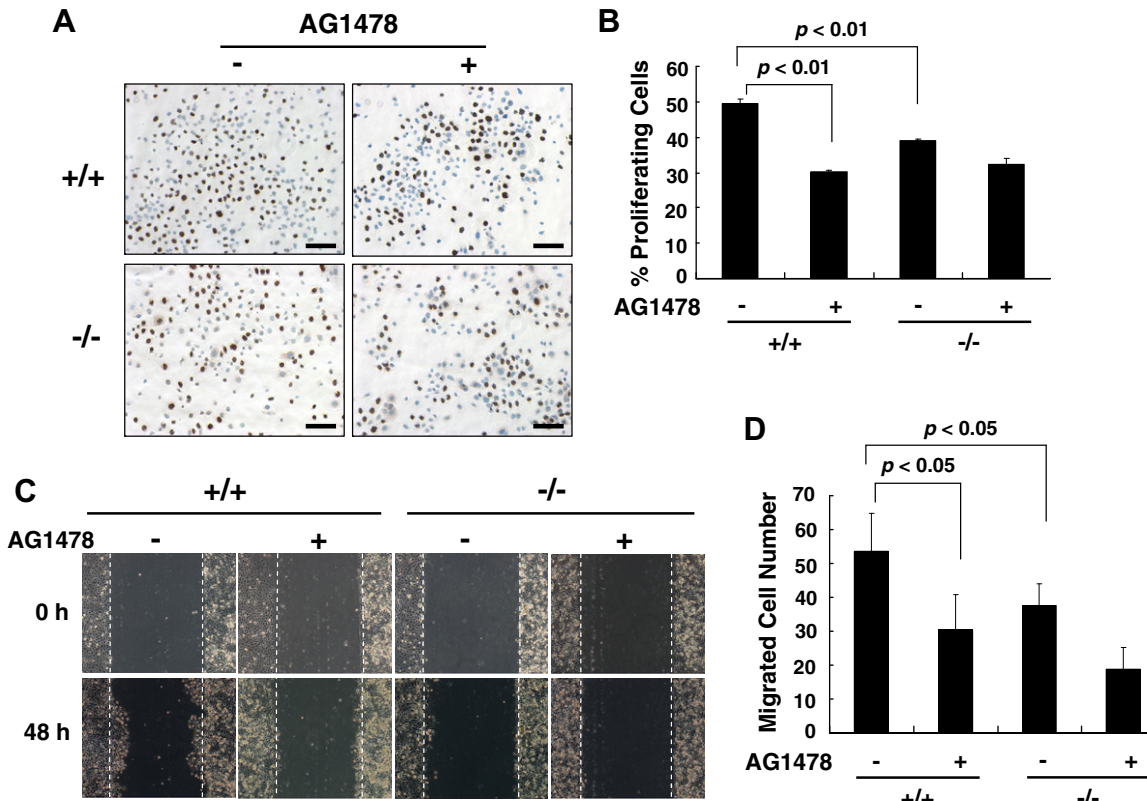 A
AG1478
- +
+/+
-/-
B
p < 0.01
p < 0.01
% Proliferating Cells
60
50
40
30
20
10
0
AG1478 - + - +
+/+ -/-
C
+/+ -/-
AG1478 - + - +
0 h
48 h
D
p < 0.05
p < 0.05
Migrated Cell Number
70
60
50
40
30
20
10
0
AG1478 - + - +
+/+ -/-